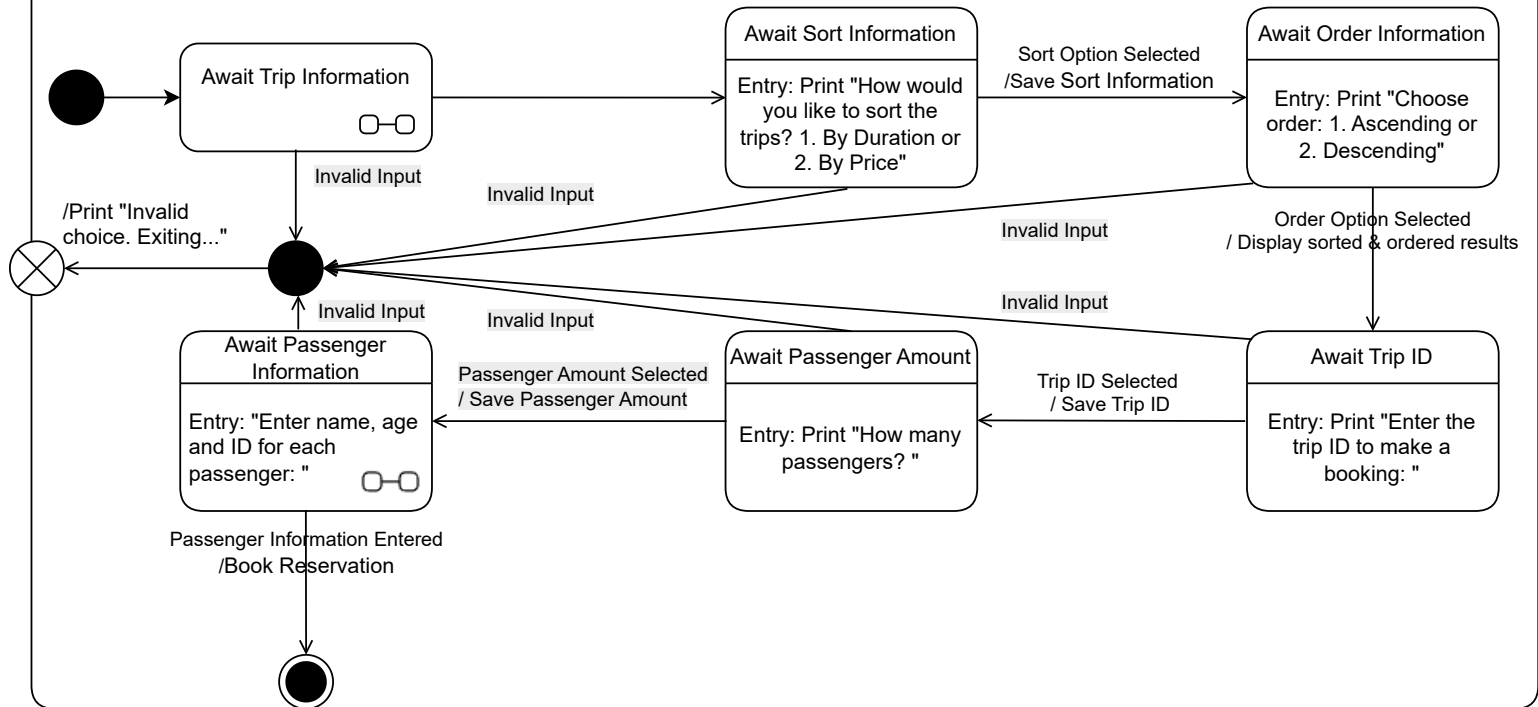 Await Trip Information
Await Sort Information
Entry: Print "How would
you like to sort the
trips? 1. By Duration or
2. By Price"
Sort Option Selected
/Save Sort Information
Await Order Information
Entry: Print "Choose
order: 1. Ascending or
2. Descending"
Invalid Input
Invalid Input
Invalid Input
Order Option Selected
/ Display sorted & ordered results
/Print "Invalid
choice. Exiting..."
Invalid Input
Invalid Input
Invalid Input
Await Passenger
Information
Entry: "Enter name, age
and ID for each
passenger: "
Passenger Amount Selected
/ Save Passenger Amount
Await Passenger Amount
Entry: Print "How many
passengers? "
Trip ID Selected
/ Save Trip ID
Await Trip ID
Entry: Print "Enter the
trip ID to make a
booking: "
Passenger Information Entered
/Book Reservation